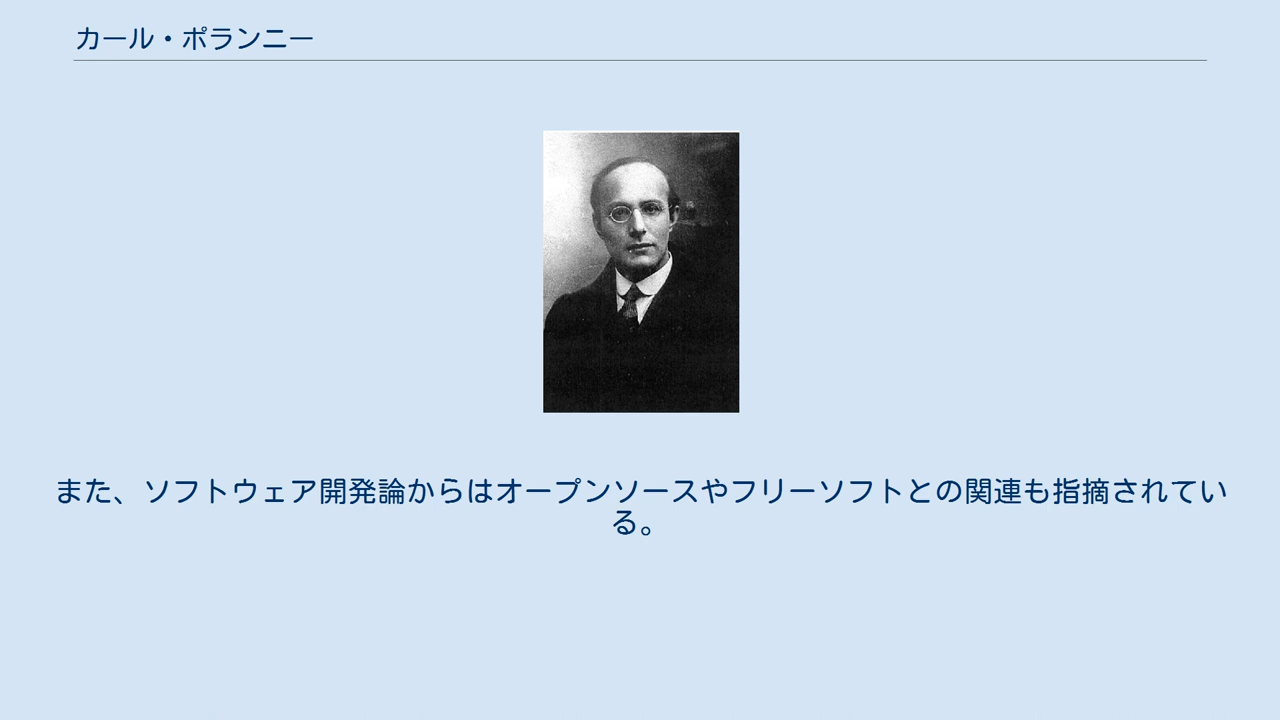 カール・ポランニー
また、ソフトウェア開発論からはオープンソースやフリーソフトとの関連も指摘されてい
る。